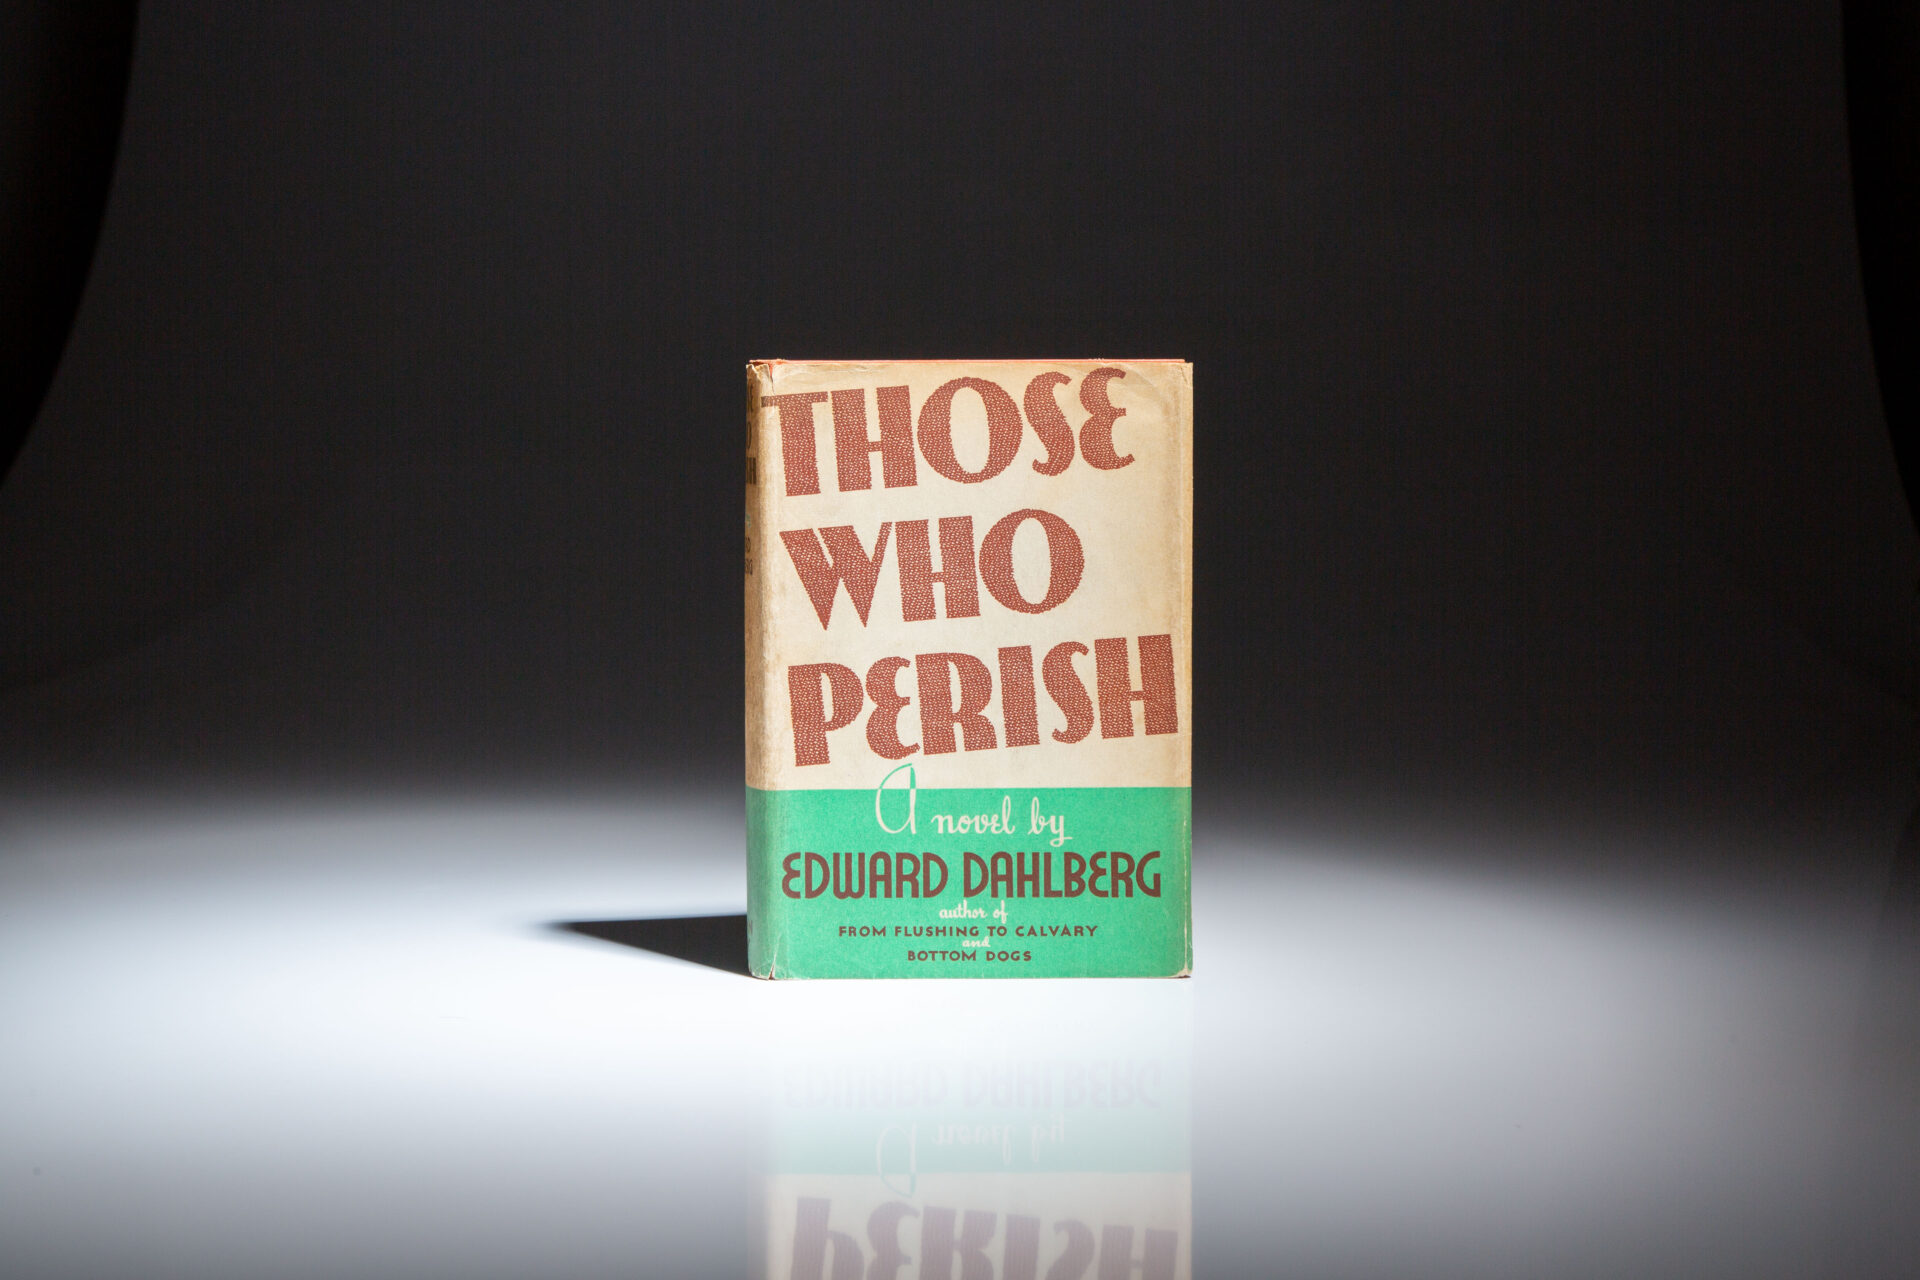 THOSE
WHO
PERISH
A novel by
EDWARD DAHLBERG
author of
FROM FLUSHING TO CALVARY
and
BOTTOM DOGS